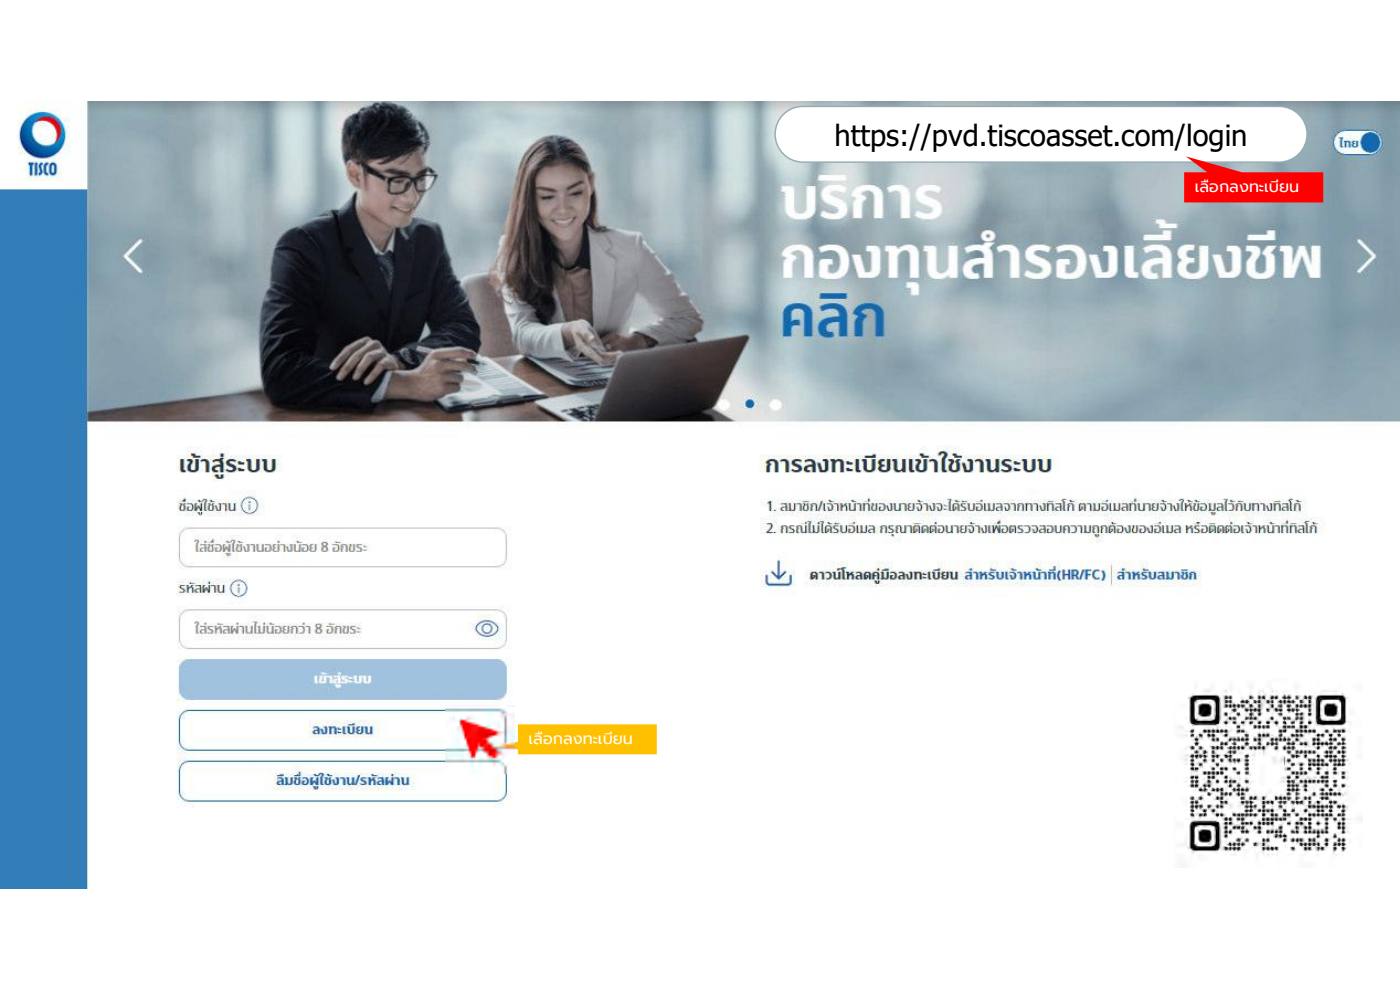 TISCO
https://pvd.tiscoasset.com/login
ไทย
เลือกลงทะเบียน
บริการ
กองทุนสำรองเลี้ยงชีพ
คลิก
เข้าสู่ระบบ
ชื่อผู้ใช้งาน
ใส่ชื่อผู้ใช้งานอย่างน้อย 8 อักขระ
รหัสผ่าน
ใส่รหัสผ่านไม่น้อยกว่า 8 อักขระ
เข้าสู่ระบบ
ลงทะเบียน
เลือกลงทะเบียน
ลืมชื่อผู้ใช้งาน/รหัสผ่าน
การลงทะเบียนเข้าใช้งานระบบ
1. สมาชิก/เจ้าหน้าที่ของนายจ้างจะได้รับอีเมลจากทางทิสโก้ ตามอีเมลที่นายจ้างให้ข้อมูลไว้กับทางทิสโก้
2. กรณีไม่ได้รับอีเมล กรุณาติดต่อนายจ้างเพื่อตรวจสอบความถูกต้องของอีเมล หรือติดต่อเจ้าหน้าที่ทิสโก้
ดาวน์โหลดคู่มือลงทะเบียน สำหรับเจ้าหน้าที่(HR/FC) | สำหรับสมาชิก